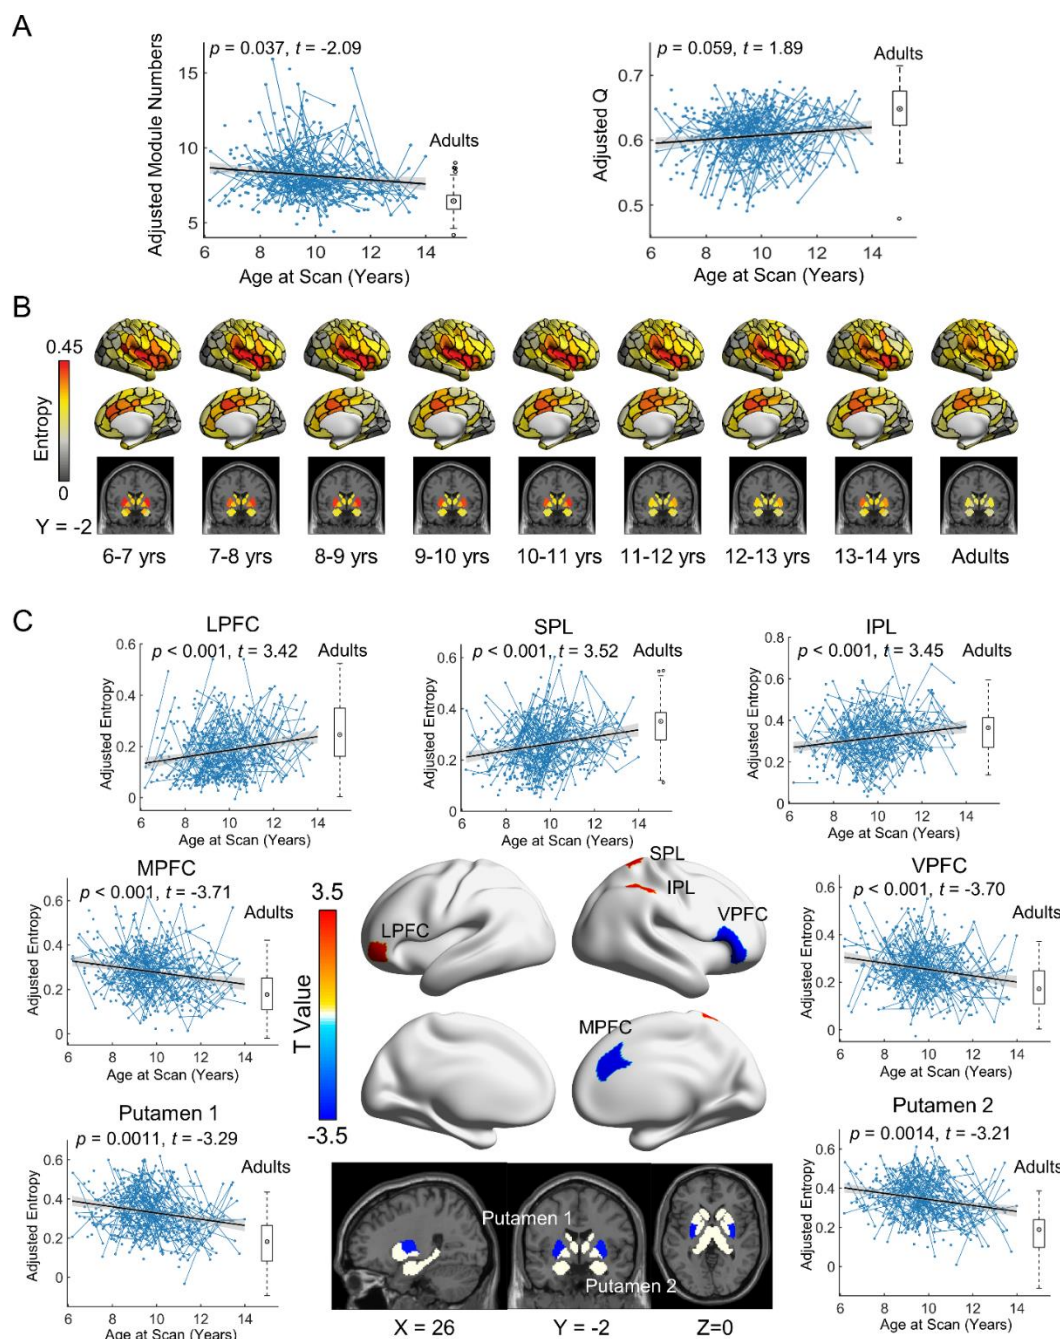 A
p = 0.037, t = -2.09
Adults
Adjusted Module Numbers
15
10
5
6 8 10 12 14
Age at Scan (Years)
p = 0.059, t = 1.89
Adults
Adjusted Q
0.7
0.6
0.5
6 8 10 12 14
Age at Scan (Years)
B
0.45
Entropy
0
Y = -2
6-7 yrs 7-8 yrs 8-9 yrs 9-10 yrs 10-11 yrs 11-12 yrs 12-13 yrs 13-14 yrs Adults
C
LPFC
p < 0.001, t = 3.42
Adults
Adjusted Entropy
0.6
0.4
0.2
0
6 8 10 12 14
Age at Scan (Years)
SPL
p < 0.001, t = 3.52
Adults
Adjusted Entropy
0.6
0.4
0.2
0
6 8 10 12 14
Age at Scan (Years)
IPL
p < 0.001, t = 3.45
Adults
Adjusted Entropy
0.8
0.6
0.4
0.2
0
6 8 10 12 14
Age at Scan (Years)
MPFC
p < 0.001, t = -3.71
Adults
Adjusted Entropy
0.6
0.4
0.2
0
6 8 10 12 14
Age at Scan (Years)
3.5
T Value
-3.5
LPFC
SPL
IPL
VPFC
MPFC
VPFC
p < 0.001, t = -3.70
Adults
Adjusted Entropy
0.6
0.4
0.2
0
6 8 10 12 14
Age at Scan (Years)
Putamen 1
p = 0.0011, t = -3.29
Adults
Adjusted Entropy
0.6
0.4
0.2
0
6 8 10 12 14
Age at Scan (Years)
Putamen 1
Putamen 2
X = 26 Y = -2 Z=0
Putamen 2
p = 0.0014, t = -3.21
Adults
Adjusted Entropy
0.6
0.4
0.2
0
6 8 10 12 14
Age at Scan (Years)